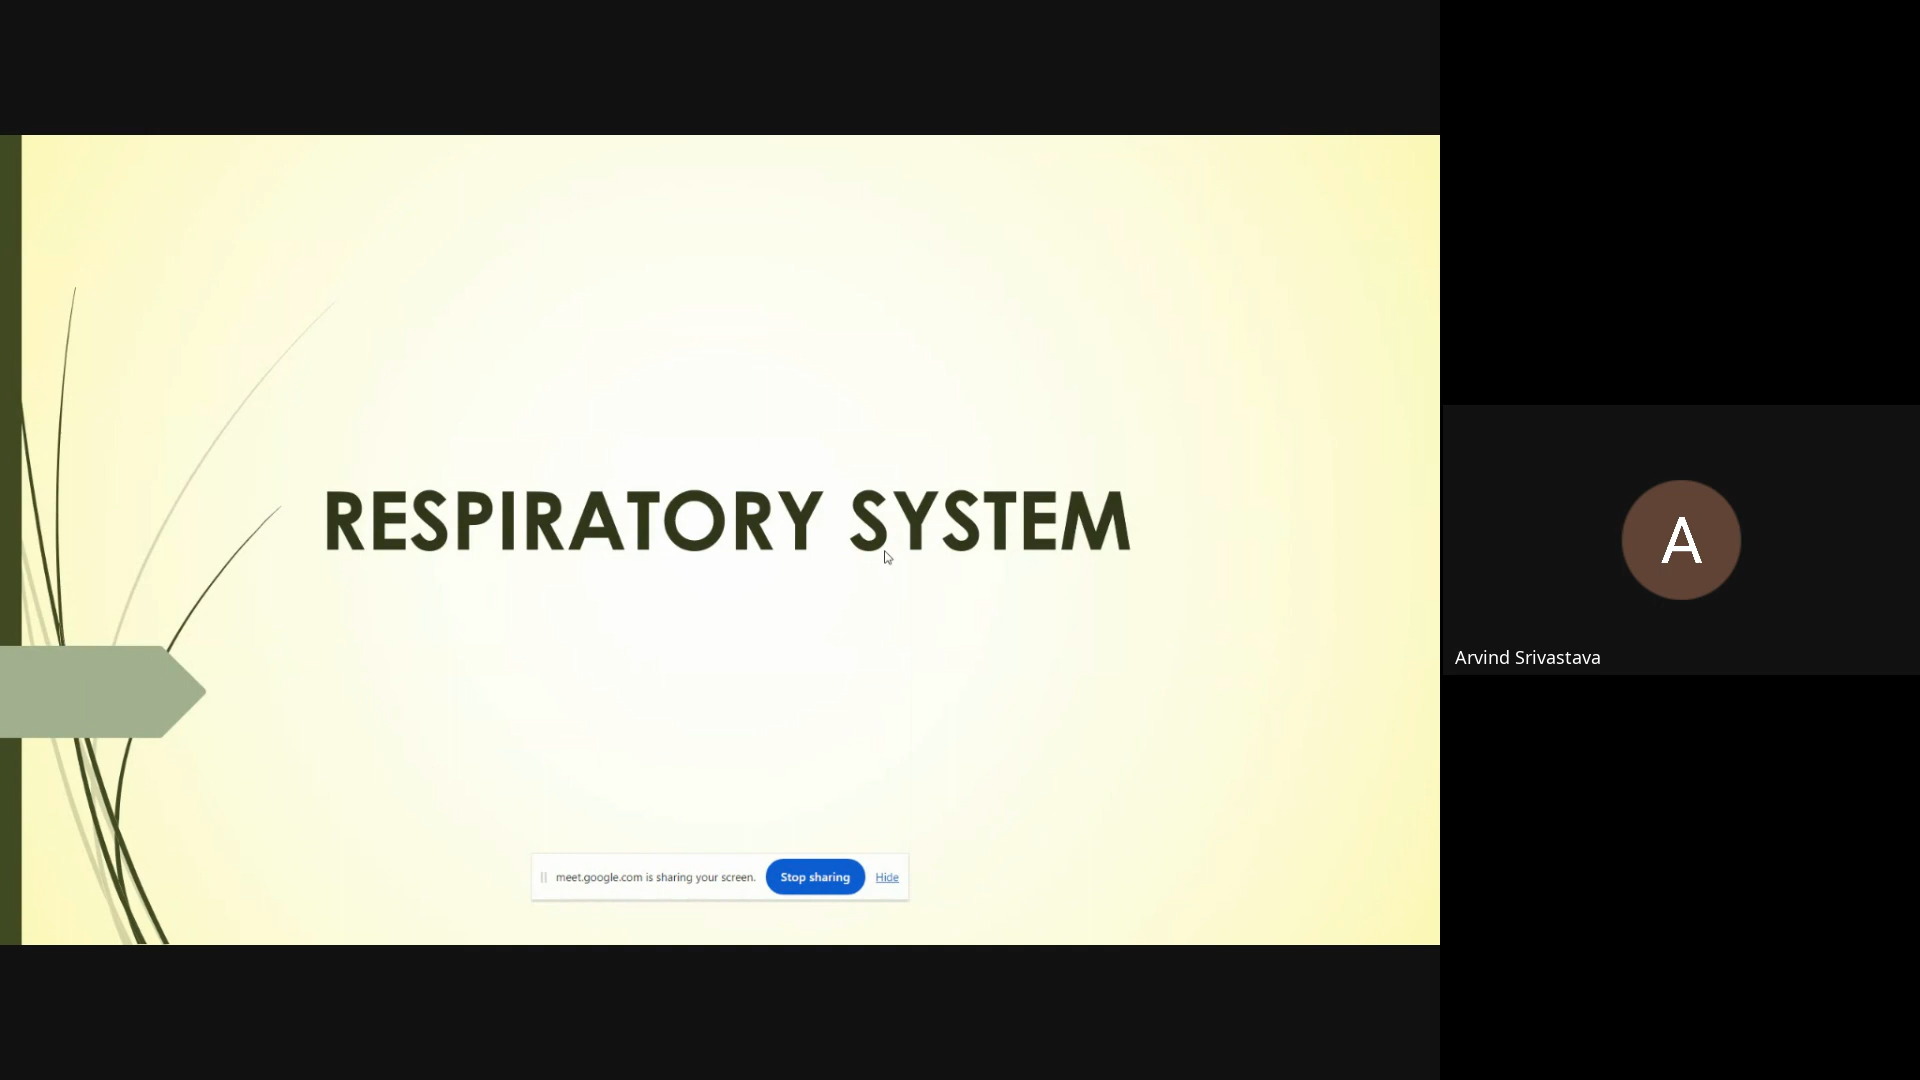 RESPIRATORY SYSTEM
meet.google.com is sharing your screen. Stop sharing Hide
A
Arvind Srivastava